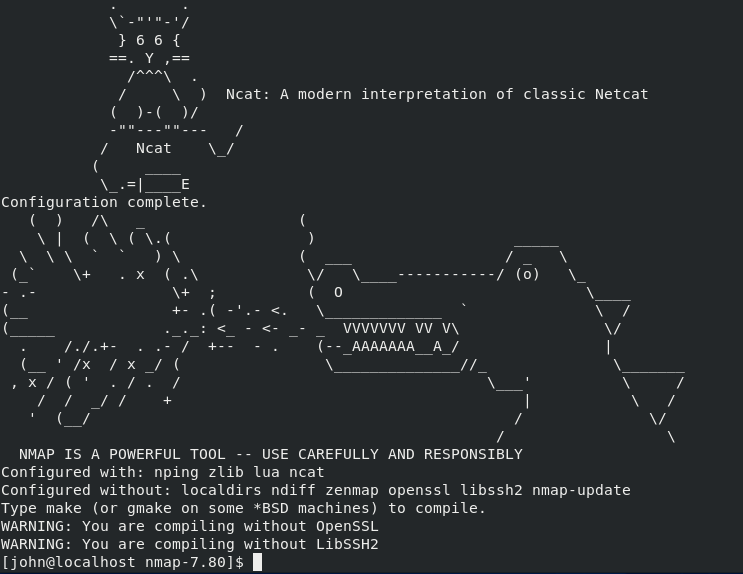 Ncat: A modern interpretation of classic Netcat
Ncat
Configuration complete.
NMAP IS A POWERFUL TOOL -- USE CAREFULLY AND RESPONSIBLY
Configured with: nping zlib lua ncat
Configured without: localdirs ndiff zenmap openssl libssh2 nmap-update
Type make (or gmake on some *BSD machines) to compile.
WARNING: You are compiling without OpenSSL
WARNING: You are compiling without LibSSH2
[john@localhost nmap-7.80]$